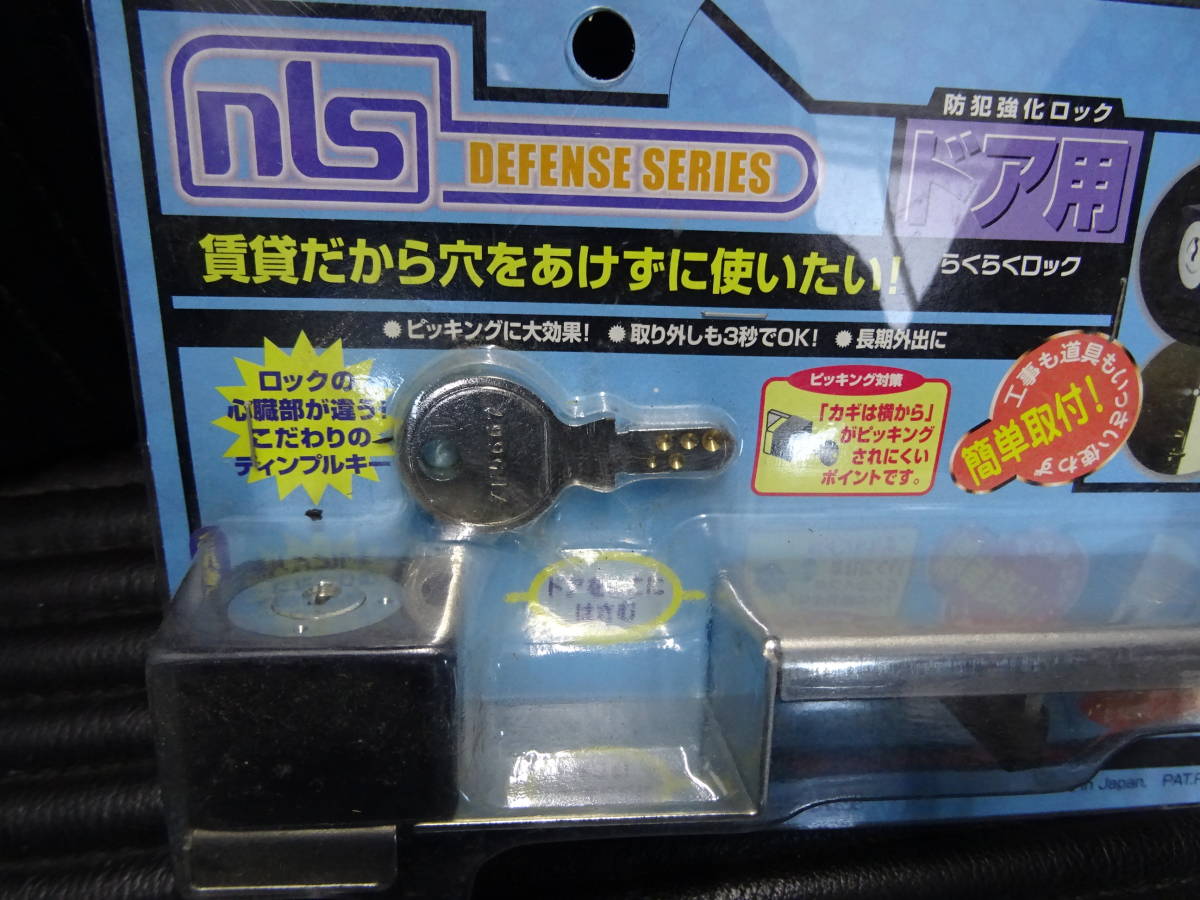 nls
DEFENSE SERIES
防犯強化ロック
ドア用
らくらくロック
賃貸だから穴をあけずに使いたい!
●ピッキングに大効果! ●取り外しも3秒でOK! ●長期外出に
ロックの
心臓部が違う!
こだわりの
ディンプルキー
ピッキング対策
「カギは横から」
がピッキング
されにくい
ポイントです。
工事も道具もいっさい使わず
簡単取付!
はさむ
in Japan. PAT.